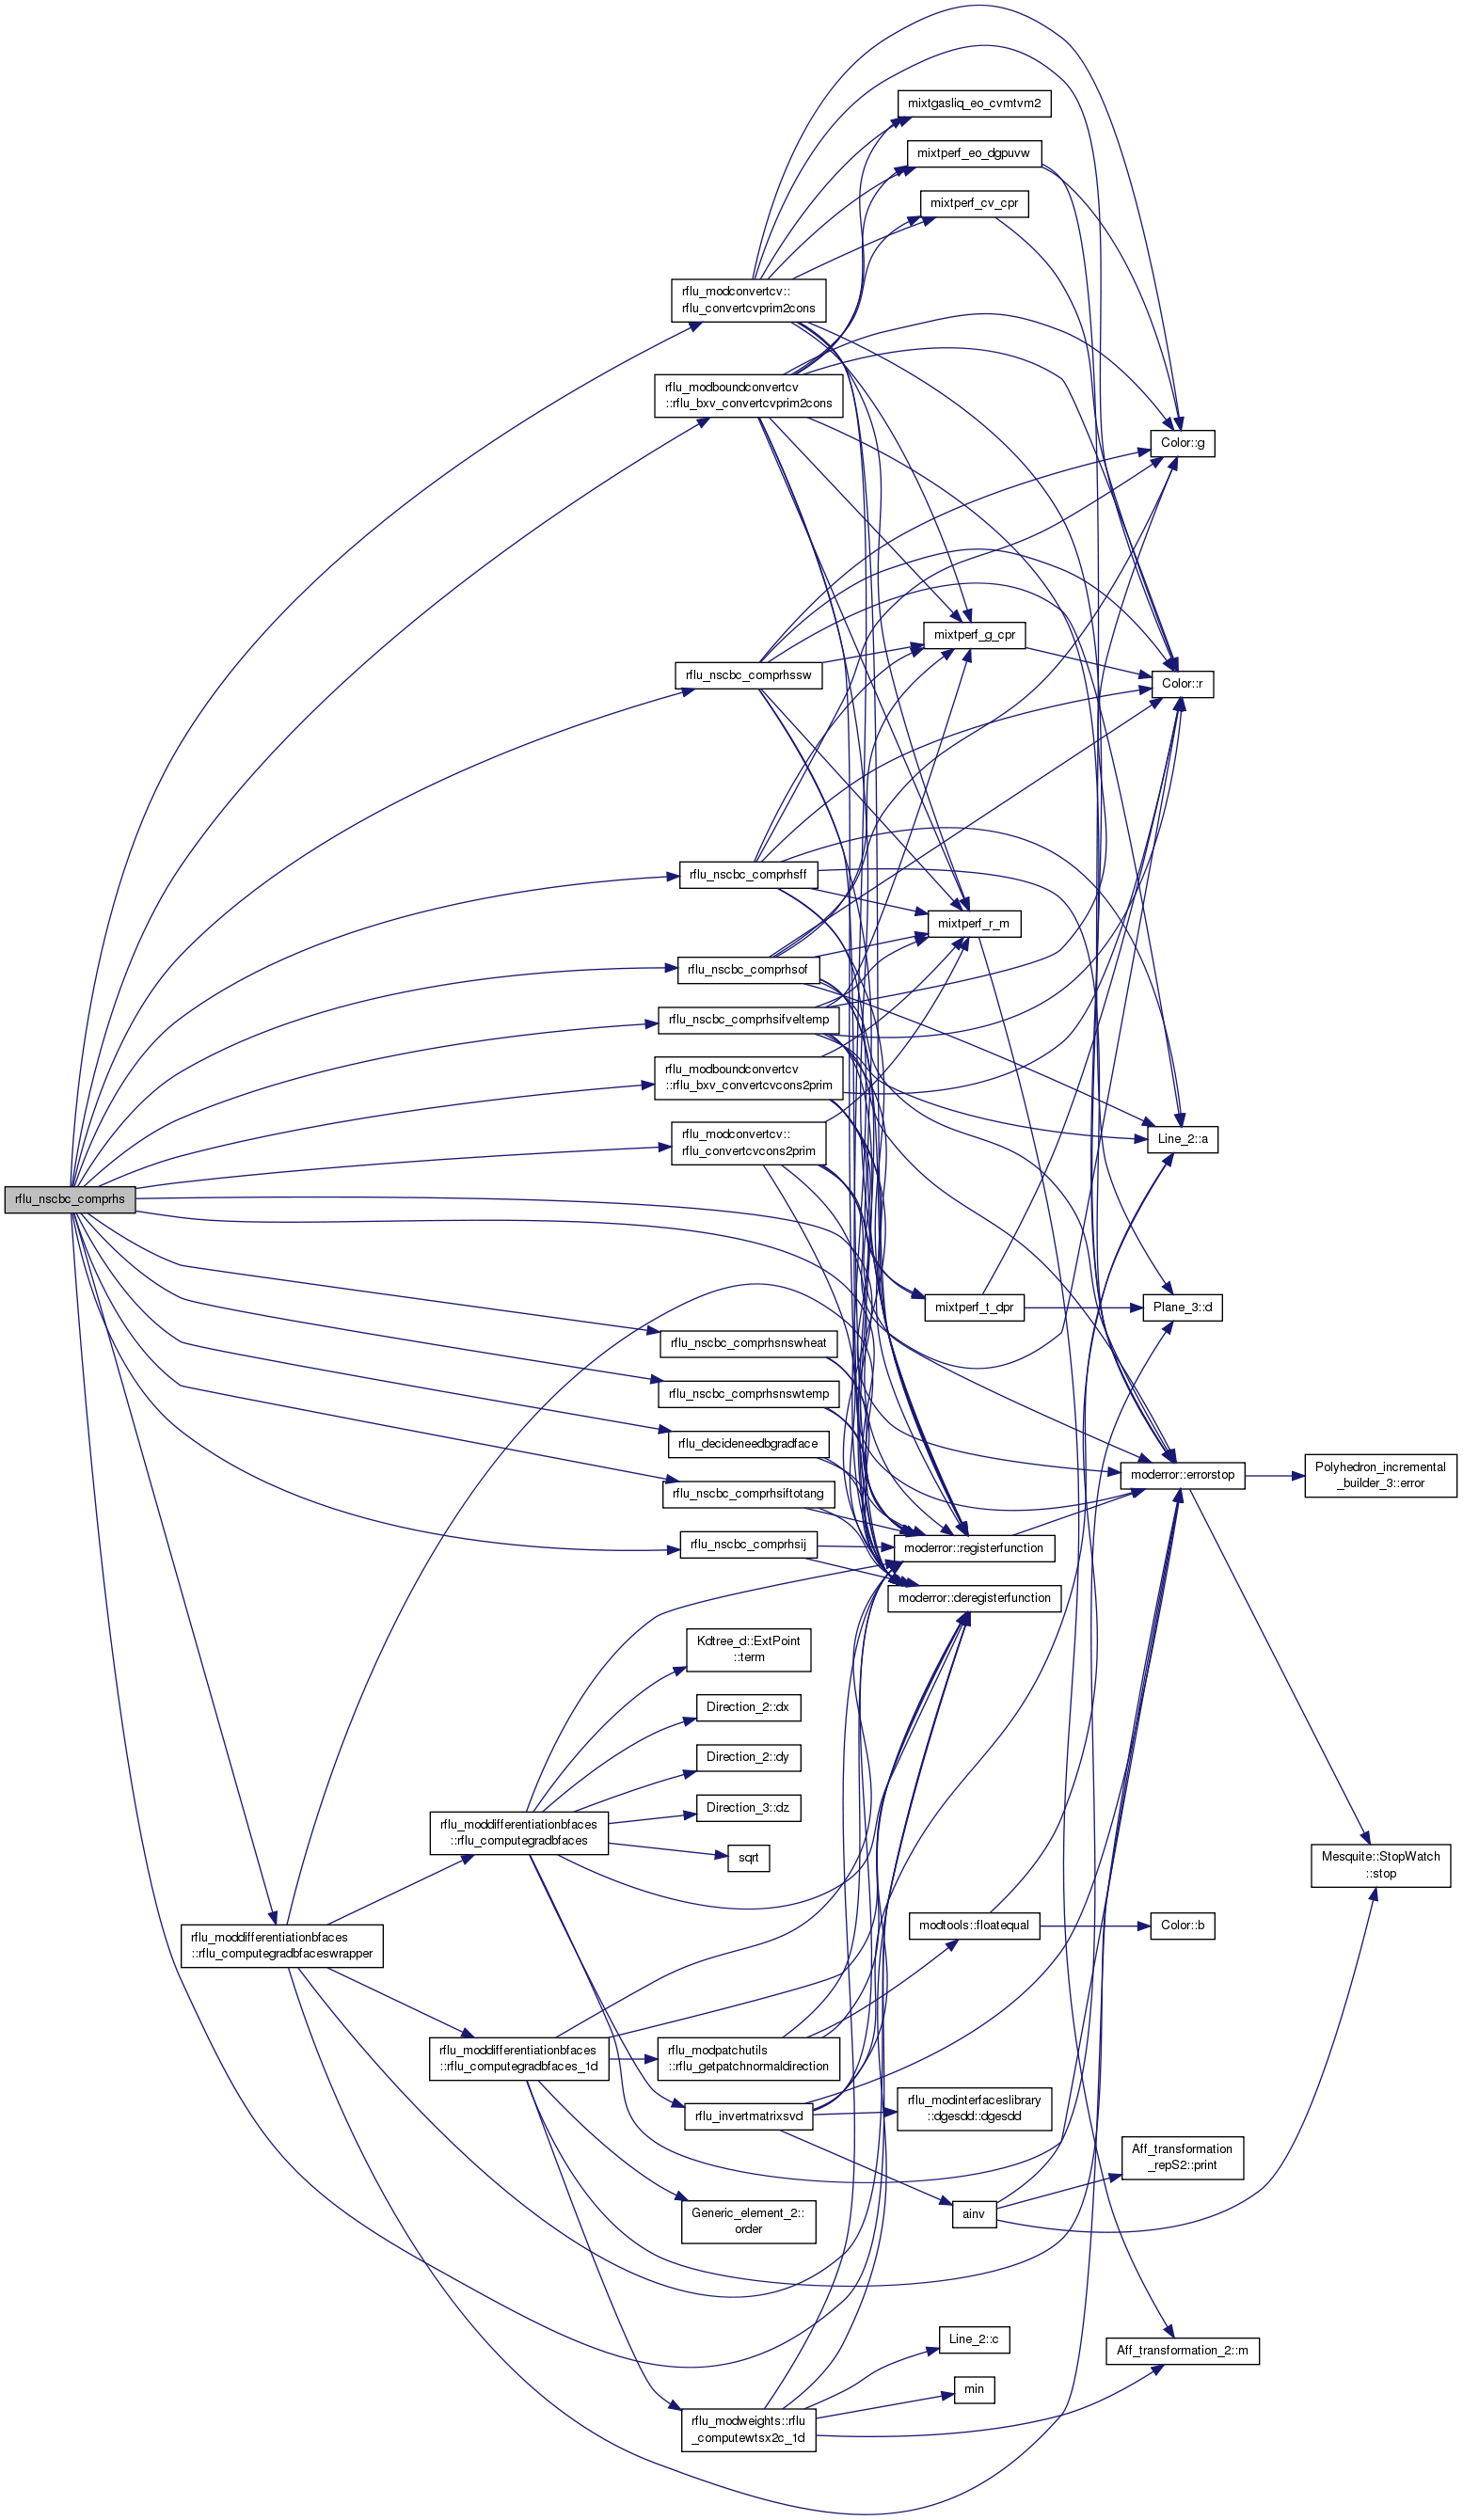 mixtgasliq_eo_cvmtvm2
mixtperf_eo_dgpuvw
mixtperf_cv_cpr
rflu_modconvertcv::
rflu_convertcvprim2cons
rflu_modboundconvertcv
::rflu_bxv_convertcvprim2cons
Color::g
mixtperf_g_cpr
rflu_nscbc_comprhssw
Color::r
rflu_nscbc_comprhsff
mixtperf_r_m
rflu_nscbc_comprhsof
rflu_nscbc_comprhsifveltemp
rflu_modboundconvertcv
::rflu_bxv_convertcvcons2prim
rflu_modconvertcv::
rflu_convertcvcons2prim
Line_2::a
rflu_nscbc_comprhs
mixtperf_t_dpr
Plane_3::d
rflu_nscbc_comprhsnswheat
rflu_nscbc_comprhsnswtemp
rflu_decideneedbgradface
moderror::errorstop
Polyhedron_incremental
_builder_3::error
rflu_nscbc_comprhsiftotang
rflu_nscbc_comprhsij
moderror::registerfunction
moderror::deregisterfunction
Kdtree_d::ExtPoint
::term
Direction_2::dx
Direction_2::dy
Direction_3::dz
rflu_moddifferentiationbfaces
::rflu_computegradbfaces
sqrt
Mesquite::StopWatch
::stop
modtools::floatequal
Color::b
rflu_moddifferentiationbfaces
::rflu_computegradbfaceswrapper
rflu_moddifferentiationbfaces
::rflu_computegradbfaces_1d
rflu_modpatchutils
::rflu_getpatchnormaldirection
rflu_invertmatrixsvd
rflu_modinterfaceslibrary
::dgesdd::dgesdd
Aff_transformation
_repS2::print
ainv
Generic_element_2::
order
Line_2::c
Aff_transformation_2::m
min
rflu_modweights::rflu
_computewtsx2c_1d